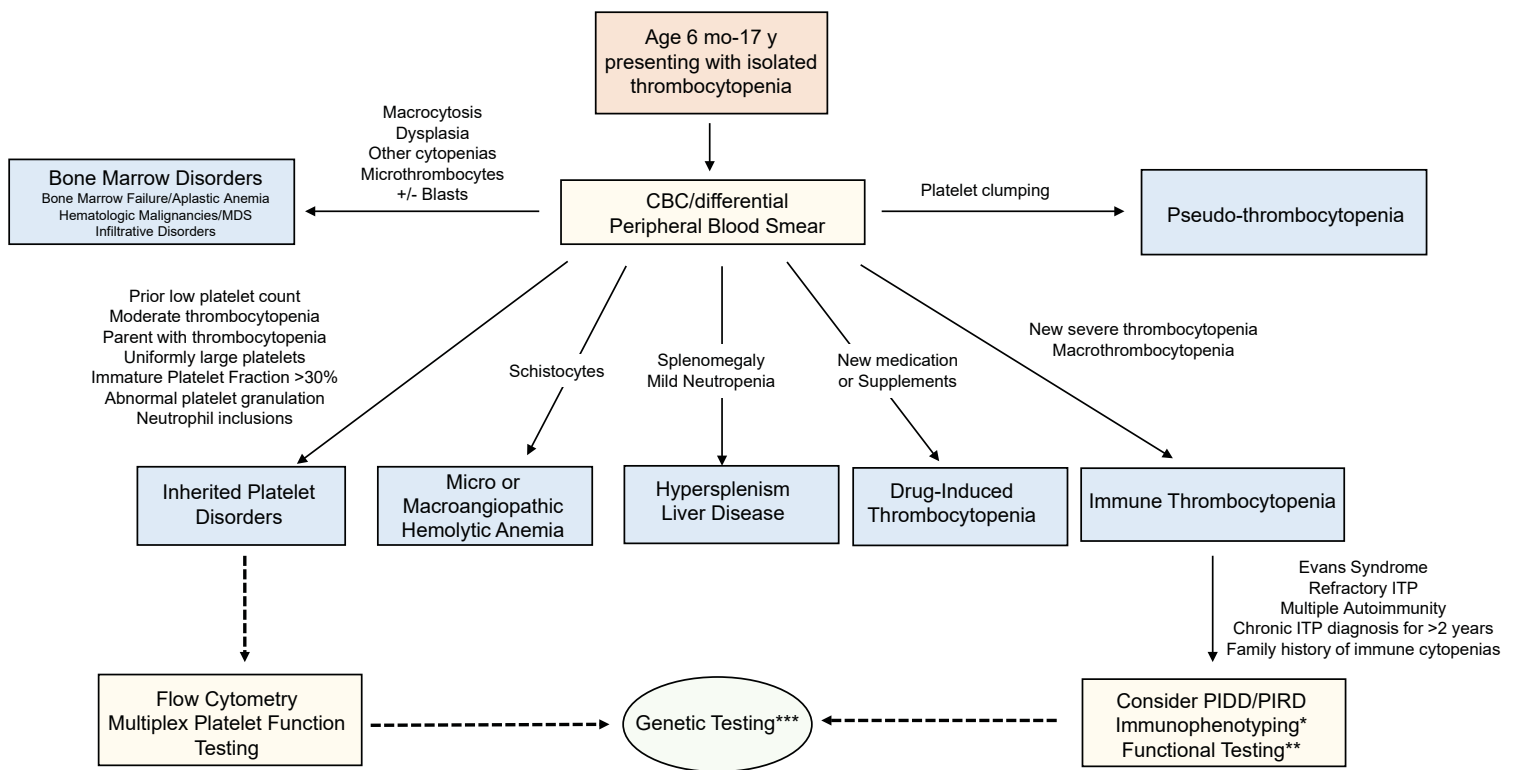 Age 6 mo-17 y
presenting with isolated
thrombocytopenia
Macrocytosis
Dysplasia
Other cytopenias
Microthrombocytes
+/- Blasts
Bone Marrow Disorders
Bone Marrow Failure/Aplastic Anemia
Hematologic Malignancies/MDS
Infiltrative Disorders
CBC/differential
Peripheral Blood Smear
Platelet clumping
Pseudo-thrombocytopenia
Prior low platelet count
Moderate thrombocytopenia
Parent with thrombocytopenia
Uniformly large platelets
Immature Platelet Fraction >30%
Abnormal platelet granulation
Neutrophil inclusions
Schistocytes
Splenomegaly
Mild Neutropenia
New medication
or Supplements
New severe thrombocytopenia
Macrothrombocytopenia
Inherited Platelet
Disorders
Micro or
Macroangiopathic
Hemolytic Anemia
Hypersplenism
Liver Disease
Drug-Induced
Thrombocytopenia
Immune Thrombocytopenia
Evans Syndrome
Refractory ITP
Multiple Autoimmunity
Chronic ITP diagnosis for >2 years
Family history of immune cytopenias
Flow Cytometry
Multiplex Platelet Function
Testing
Genetic Testing***
Consider PIDD/PIRD
Immunophenotyping*
Functional Testing**